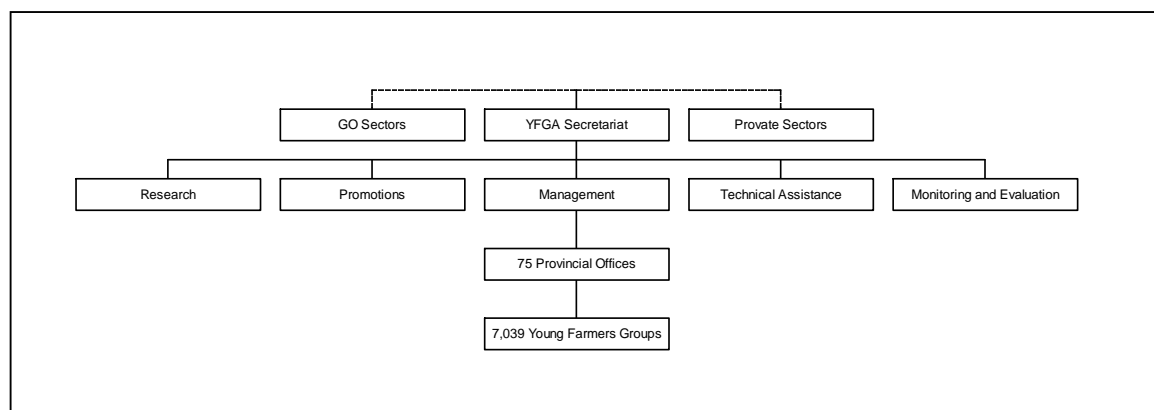 GO Sectors
YFGA Secretariat
Provate Sectors
Research
Promotions
Management
Technical Assistance
Monitoring and Evaluation
75 Provincial Offices
7,039 Young Farmers Groups